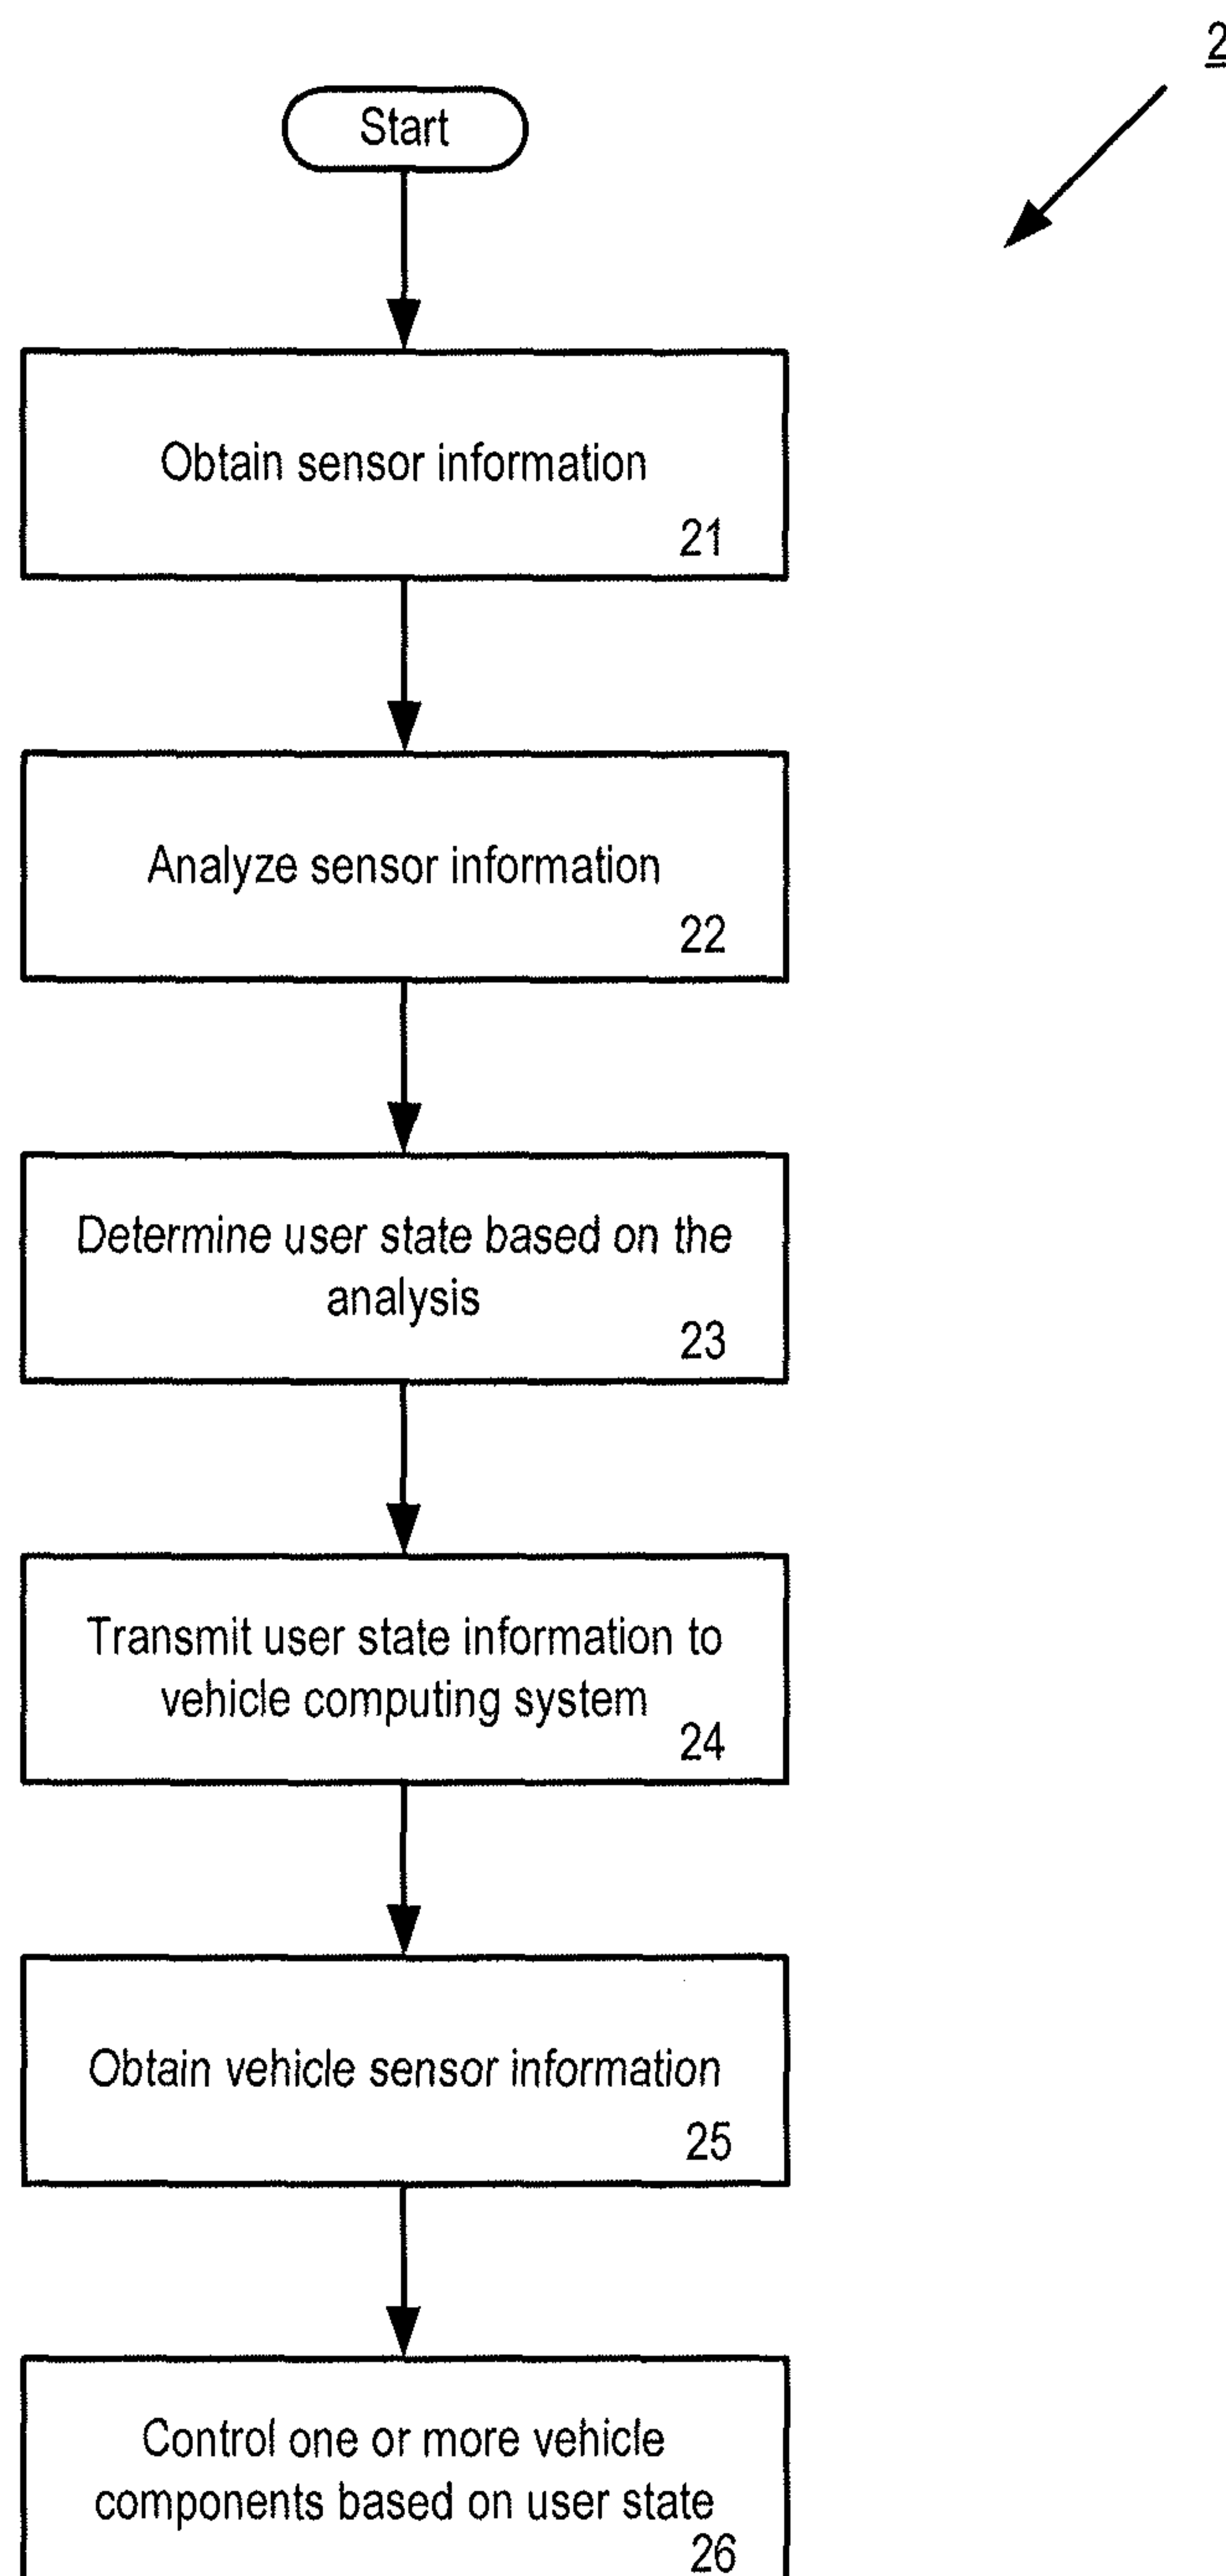 2
Start
Obtain sensor information
21
Analyze sensor information
22
Determine user state based on the
analysis
23
Transmit user state information to
vehicle computing system
24
Obtain vehicle sensor information
25
Control one or more vehicle
components based on user state
26